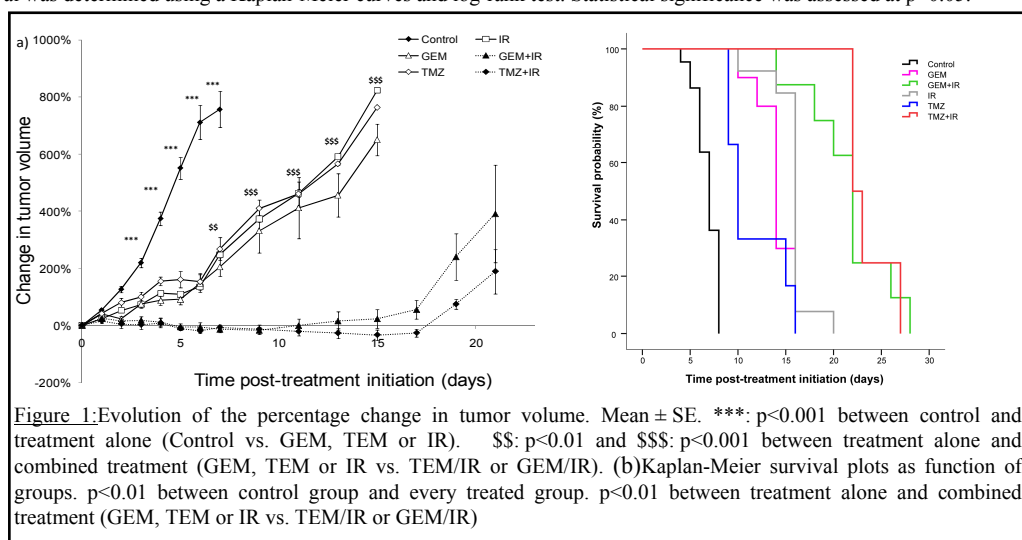 al was determined using a Kaplan-Meier curves and log-rank test. Statistical significance was assessed at p<0.05.
a)
1000%
800%
600%
400%
200%
0%
-200%
Change in tumor volume
Control
IR
GEM
GEM+IR
TMZ
TMZ+IR
***
***
***
***
***
***
$$
$$$
$$$
$$$
$$$
0
5
10
15
20
Time post-treatment initiation (days)
100
80
60
40
20
0
Survival probability (%)
Control
GEM
GEM+IR
IR
TMZ
TMZ+IR
0
5
10
15
20
26
30
Time post-treatment initiation (days)
Figure 1:Evolution of the percentage change in tumor volume. Mean ± SE. ***: p<0.001 between control and
treatment alone (Control vs. GEM, TEM or IR). $$: p<0.01 and $$$: p<0.001 between treatment alone and
combined treatment (GEM, TEM or IR vs. TEM/IR or GEM/IR). (b)Kaplan-Meier survival plots as function of
groups. p<0.01 between control group and every treated group. p<0.01 between treatment alone and combined
treatment (GEM, TEM or IR vs. TEM/IR or GEM/IR)